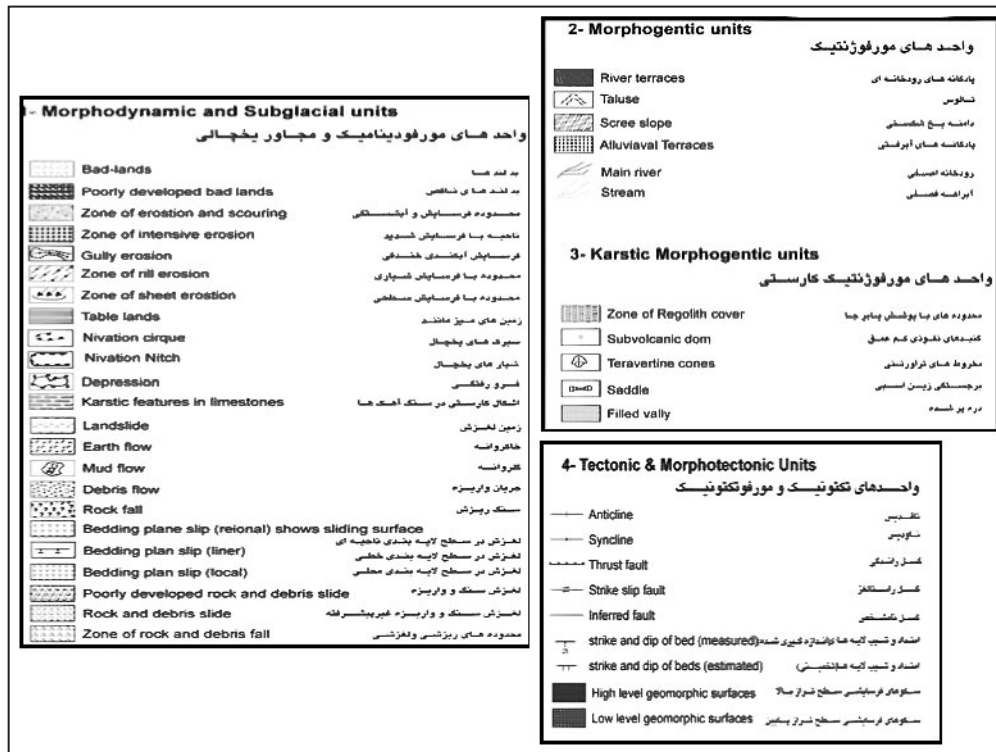 1- Morphodynamic and Subglacial units
واحد های مورفودینامیک و مجاور یخچالی
Bad-lands بد لند ها
Poorly developed bad lands بد لند های ناقص
Zone of erostion and scouring محدوده فرسایش و آبشستگی
Zone of intensive erosion ناحیه با فرسایش شدید
Gully erosion فرسایش آبکندی خندقی
Zone of rill erosion محدوده با فرسایش شیاری
Zone of sheet erostion محدوده با فرسایش سطحی
Table lands زمین های میز مانند
Nivation cirque سیرک های یخچال
Nivation Nitch شیار های یخچال
Depression فرو رفتگی
Karstic features in limestones اشکال کارستی در سنگ آهک ها
Landslide زمین لغزش
Earth flow خاکروانه
Mud flow گلروانه
Debris flow جریان واریزه
Rock fall سنگ ریزش
Bedding plane slip (reional) shows sliding surface
لغزش در سطح لایه بندی ناحیه ای
Bedding plan slip (liner) لغزش در سطح لایه بندی خطی
Bedding plan slip (local) لغزش در سطح لایه بندی محلی
Poorly developed rock and debris slide لغزش سنگ و واریزه
Rock and debris slide لغزش سنگ و واریزه غیرپیشرفته
Zone of rock and debris fall محدوده های ریزشی ولغزشی
2- Morphogentic units
واحد های مورفوژنتیک
River terraces پادگانه های رودخانه ای
Taluse تالوس
Scree slope دامنه یخ شکستی
Alluviaval Terraces پادگانه های آبرفتی
Main river رودخانه اصلی
Stream آبراهه فصلی
3- Karstic Morphogentic units
واحد های مورفوژنتیک کارستی
Zone of Regolith cover محدوده های با پوشش پابر جا
Subvolcanic dom گنبدهای نفوذی کم عمق
Teravertine cones مخروط های تراورتنی
Saddle برجستگی زین اسبی
Filled vally دره پر شده
4- Tectonic & Morphotectonic Units
واحدهای تکتونیک و مورفوتکتونیک
Anticline تاقدیس
Syncline ناودیس
Thrust fault گسل راندگی
Strike slip fault گسل راستالغز
Inferred fault گسل نامشخص
strike and dip of bed (measured) امتداد و شیب لایه ها (اندازه گیری شده)
strike and dip of beds (estimated) امتداد و شیب لایه ها (تخمینی)
High level geomorphic surfaces سکوهای فرسایشی سطح تراز بالا
Low level geomorphic surfaces سکوهای فرسایشی سطح تراز پایین